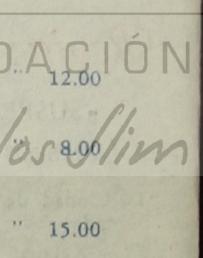 DACIÓN
" 12.00
los Slim
" 8.00
" 15.00